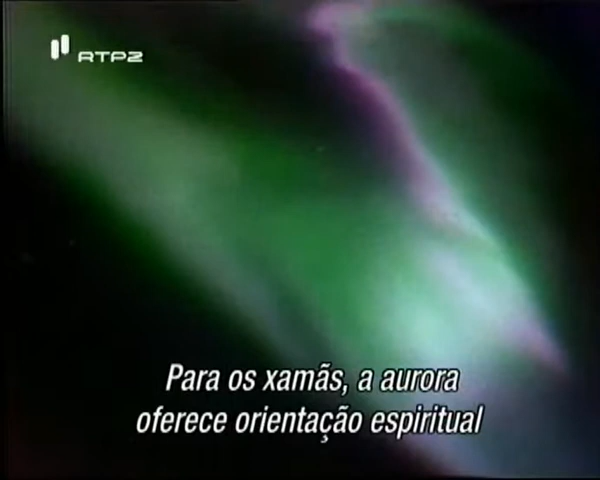 RTP2
Para os xamãs, a aurora
oferece orientação espiritual